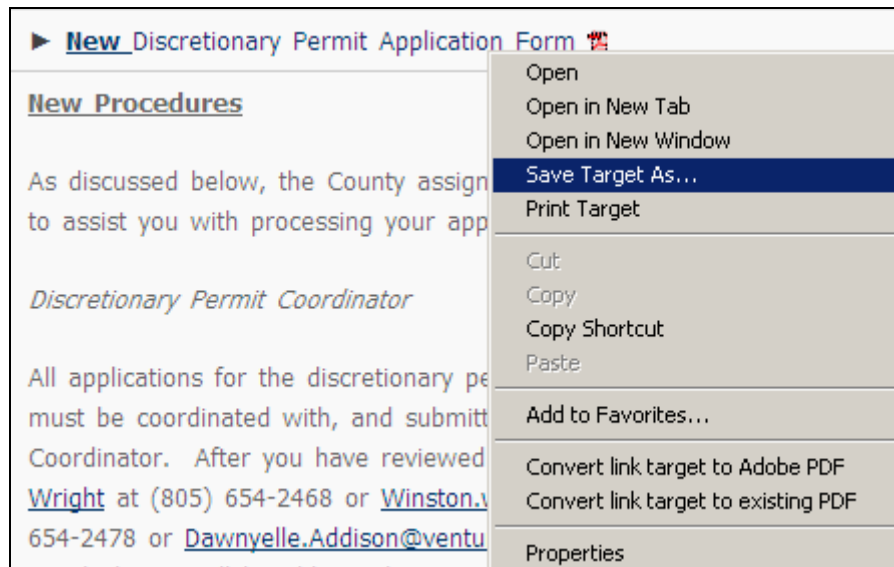 ► New Discretionary Permit Application Form
New Procedures
As discussed below, the County assign
to assist you with processing your app
Discretionary Permit Coordinator
All applications for the discretionary pe
must be coordinated with, and submitt
Coordinator. After you have reviewed
Wright at (805) 654-2468 or Winston.w
654-2478 or Dawnyelle.Addison@ventu
Open
Open in New Tab
Open in New Window
Save Target As...
Print Target
Cut
Copy
Copy Shortcut
Paste
Add to Favorites...
Convert link target to Adobe PDF
Convert link target to existing PDF
Properties